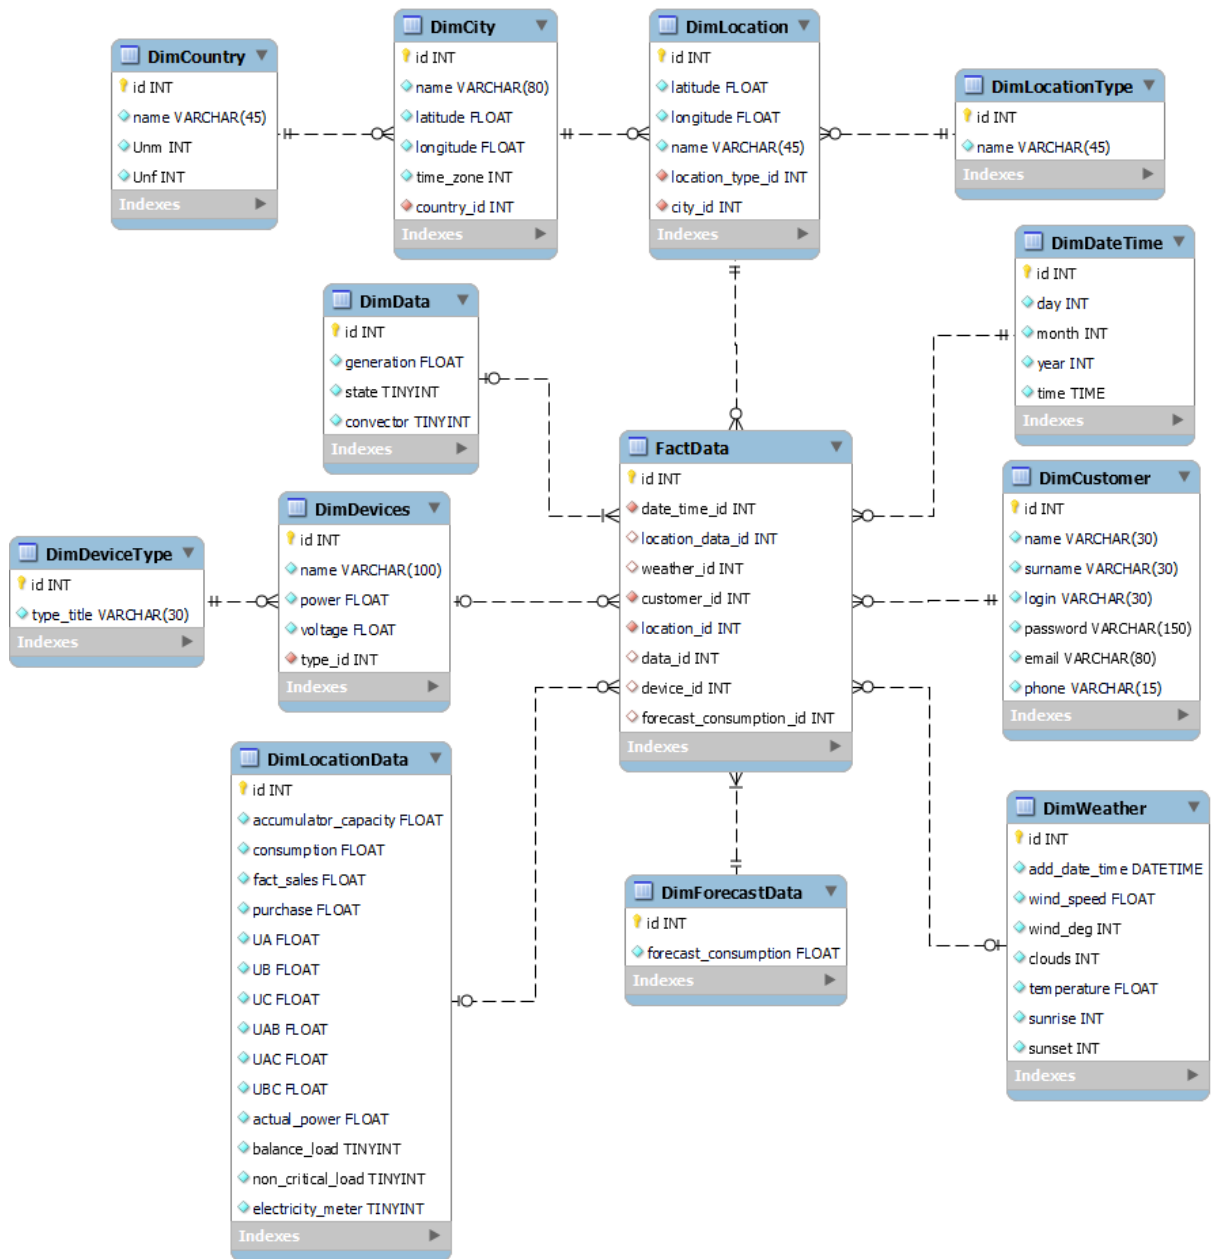 DimCountry
id INT
name VARCHAR(45)
Unm INT
Unf INT
Indexes
DimCity
id INT
name VARCHAR(80)
latitude FLOAT
longitude FLOAT
time_zone INT
country_id INT
Indexes
DimLocation
id INT
latitude FLOAT
longitude FLOAT
name VARCHAR(45)
location_type_id INT
city_id INT
Indexes
DimLocationType
id INT
name VARCHAR(45)
Indexes
DimData
id INT
generation FLOAT
state TINYINT
convector TINYINT
Indexes
DimDateTime
id INT
day INT
month INT
year INT
time TIME
Indexes
FactData
id INT
date_time_id INT
location_data_id INT
weather_id INT
customer_id INT
location_id INT
data_id INT
device_id INT
forecast_consumption_id INT
Indexes
DimDeviceType
id INT
type_title VARCHAR(30)
Indexes
DimDevices
id INT
name VARCHAR(100)
power FLOAT
voltage FLOAT
type_id INT
Indexes
DimCustomer
id INT
name VARCHAR(30)
surname VARCHAR(30)
login VARCHAR(30)
password VARCHAR(150)
email VARCHAR(80)
phone VARCHAR(15)
Indexes
DimLocationData
id INT
accumulator_capacity FLOAT
consumption FLOAT
fact_sales FLOAT
purchase FLOAT
UA FLOAT
UB FLOAT
UC FLOAT
UAB FLOAT
UAC FLOAT
UBC FLOAT
actual_power FLOAT
balance_load TINYINT
non_critical_load TINYINT
electricity_meter TINYINT
Indexes
DimForecastData
id INT
forecast_consumption FLOAT
Indexes
DimWeather
id INT
add_date_time DATETIME
wind_speed FLOAT
wind_deg INT
clouds INT
temperature FLOAT
sunrise INT
sunset INT
Indexes